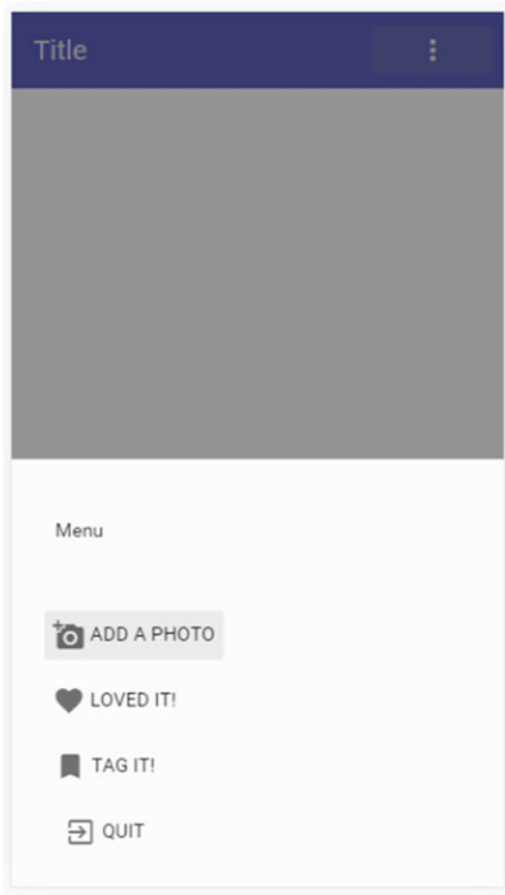 Title
Menu
ADD A PHOTO
LOVED IT!
TAG IT!
QUIT